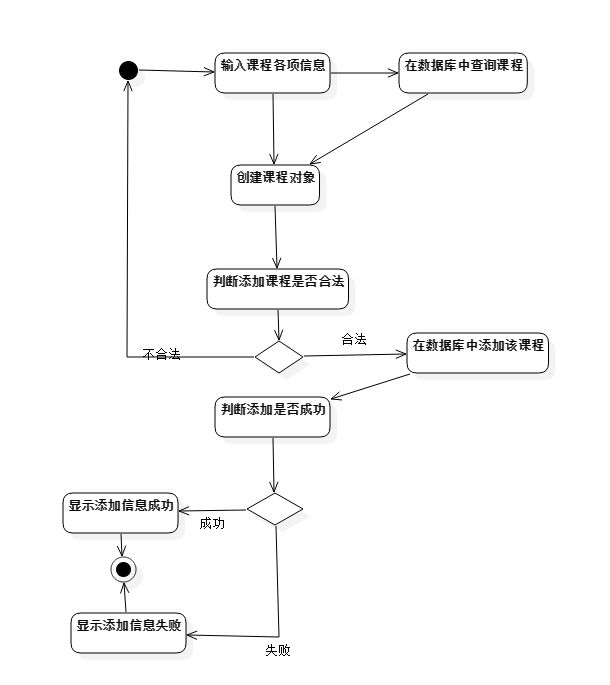 输入课程各项信息
在数据库中查询课程
创建课程对象
判断添加课程是否合法
不合法
合法
在数据库中添加该课程
判断添加是否成功
显示添加信息成功
成功
显示添加信息失败
失败